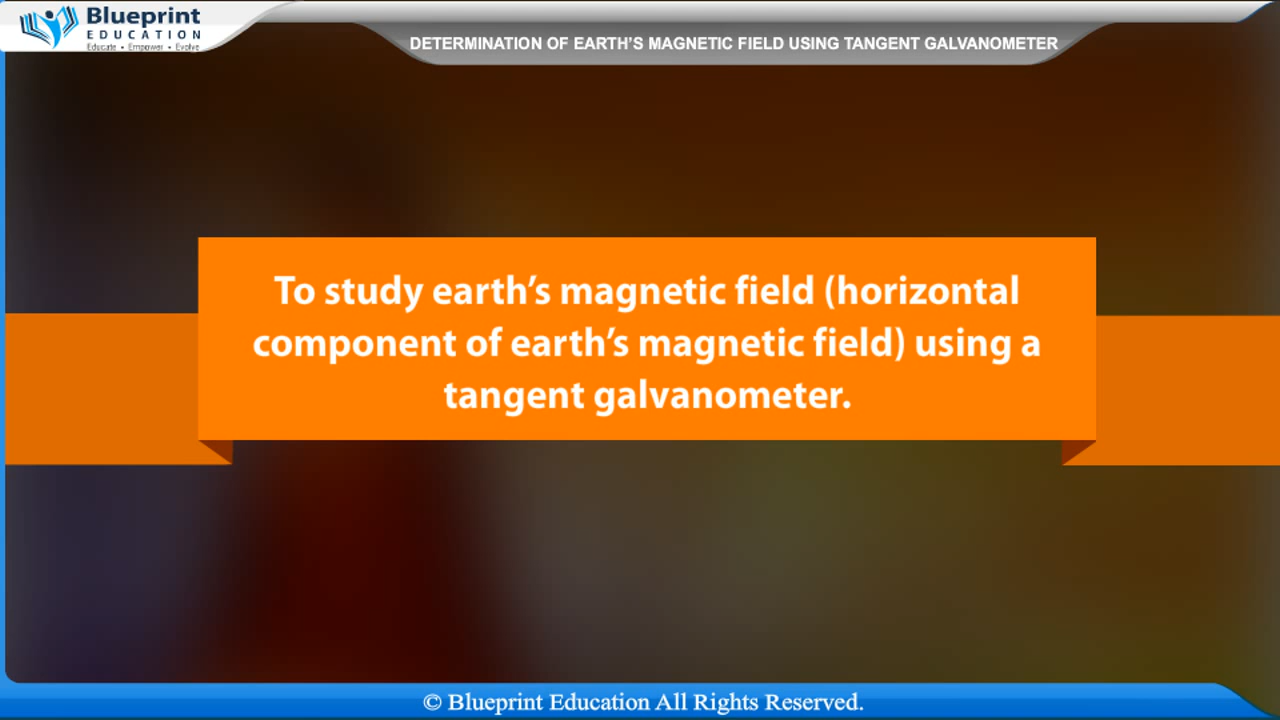 Blueprint
EDUCATION
Educate • Empower • Evolve
DETERMINATION OF EARTH’S MAGNETIC FIELD USING TANGENT GALVANOMETER
To study earth’s magnetic field (horizontal
component of earth’s magnetic field) using a
tangent galvanometer.
© Blueprint Education All Rights Reserved.